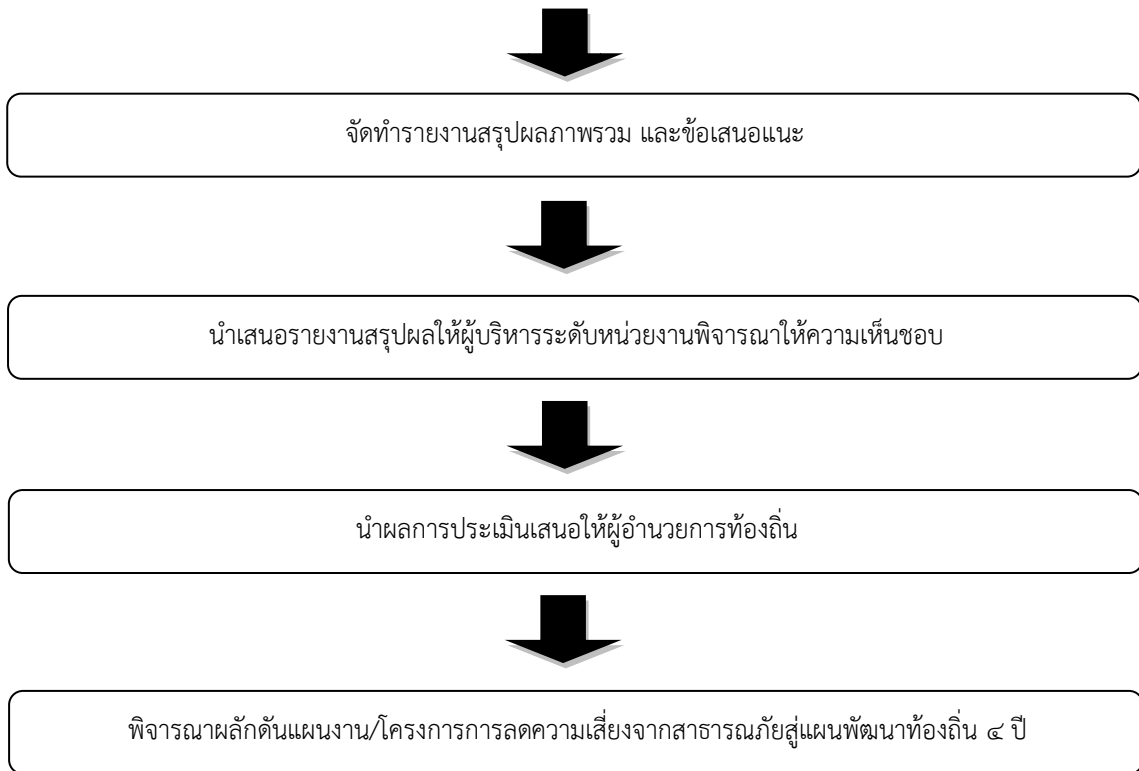 จัดทำรายงานสรุปผลภาพรวม และข้อเสนอแนะ
นำเสนอรายงานสรุปผลให้ผู้บริหารระดับหน่วยงานพิจารณาให้ความเห็นชอบ
นำผลการประเมินเสนอให้ผู้อำนวยการท้องถิ่น
พิจารณาผลักดันแผนงาน/โครงการการลดความเสี่ยงจากสาธารณภัยสู่แผนพัฒนาท้องถิ่น ๔ ปี